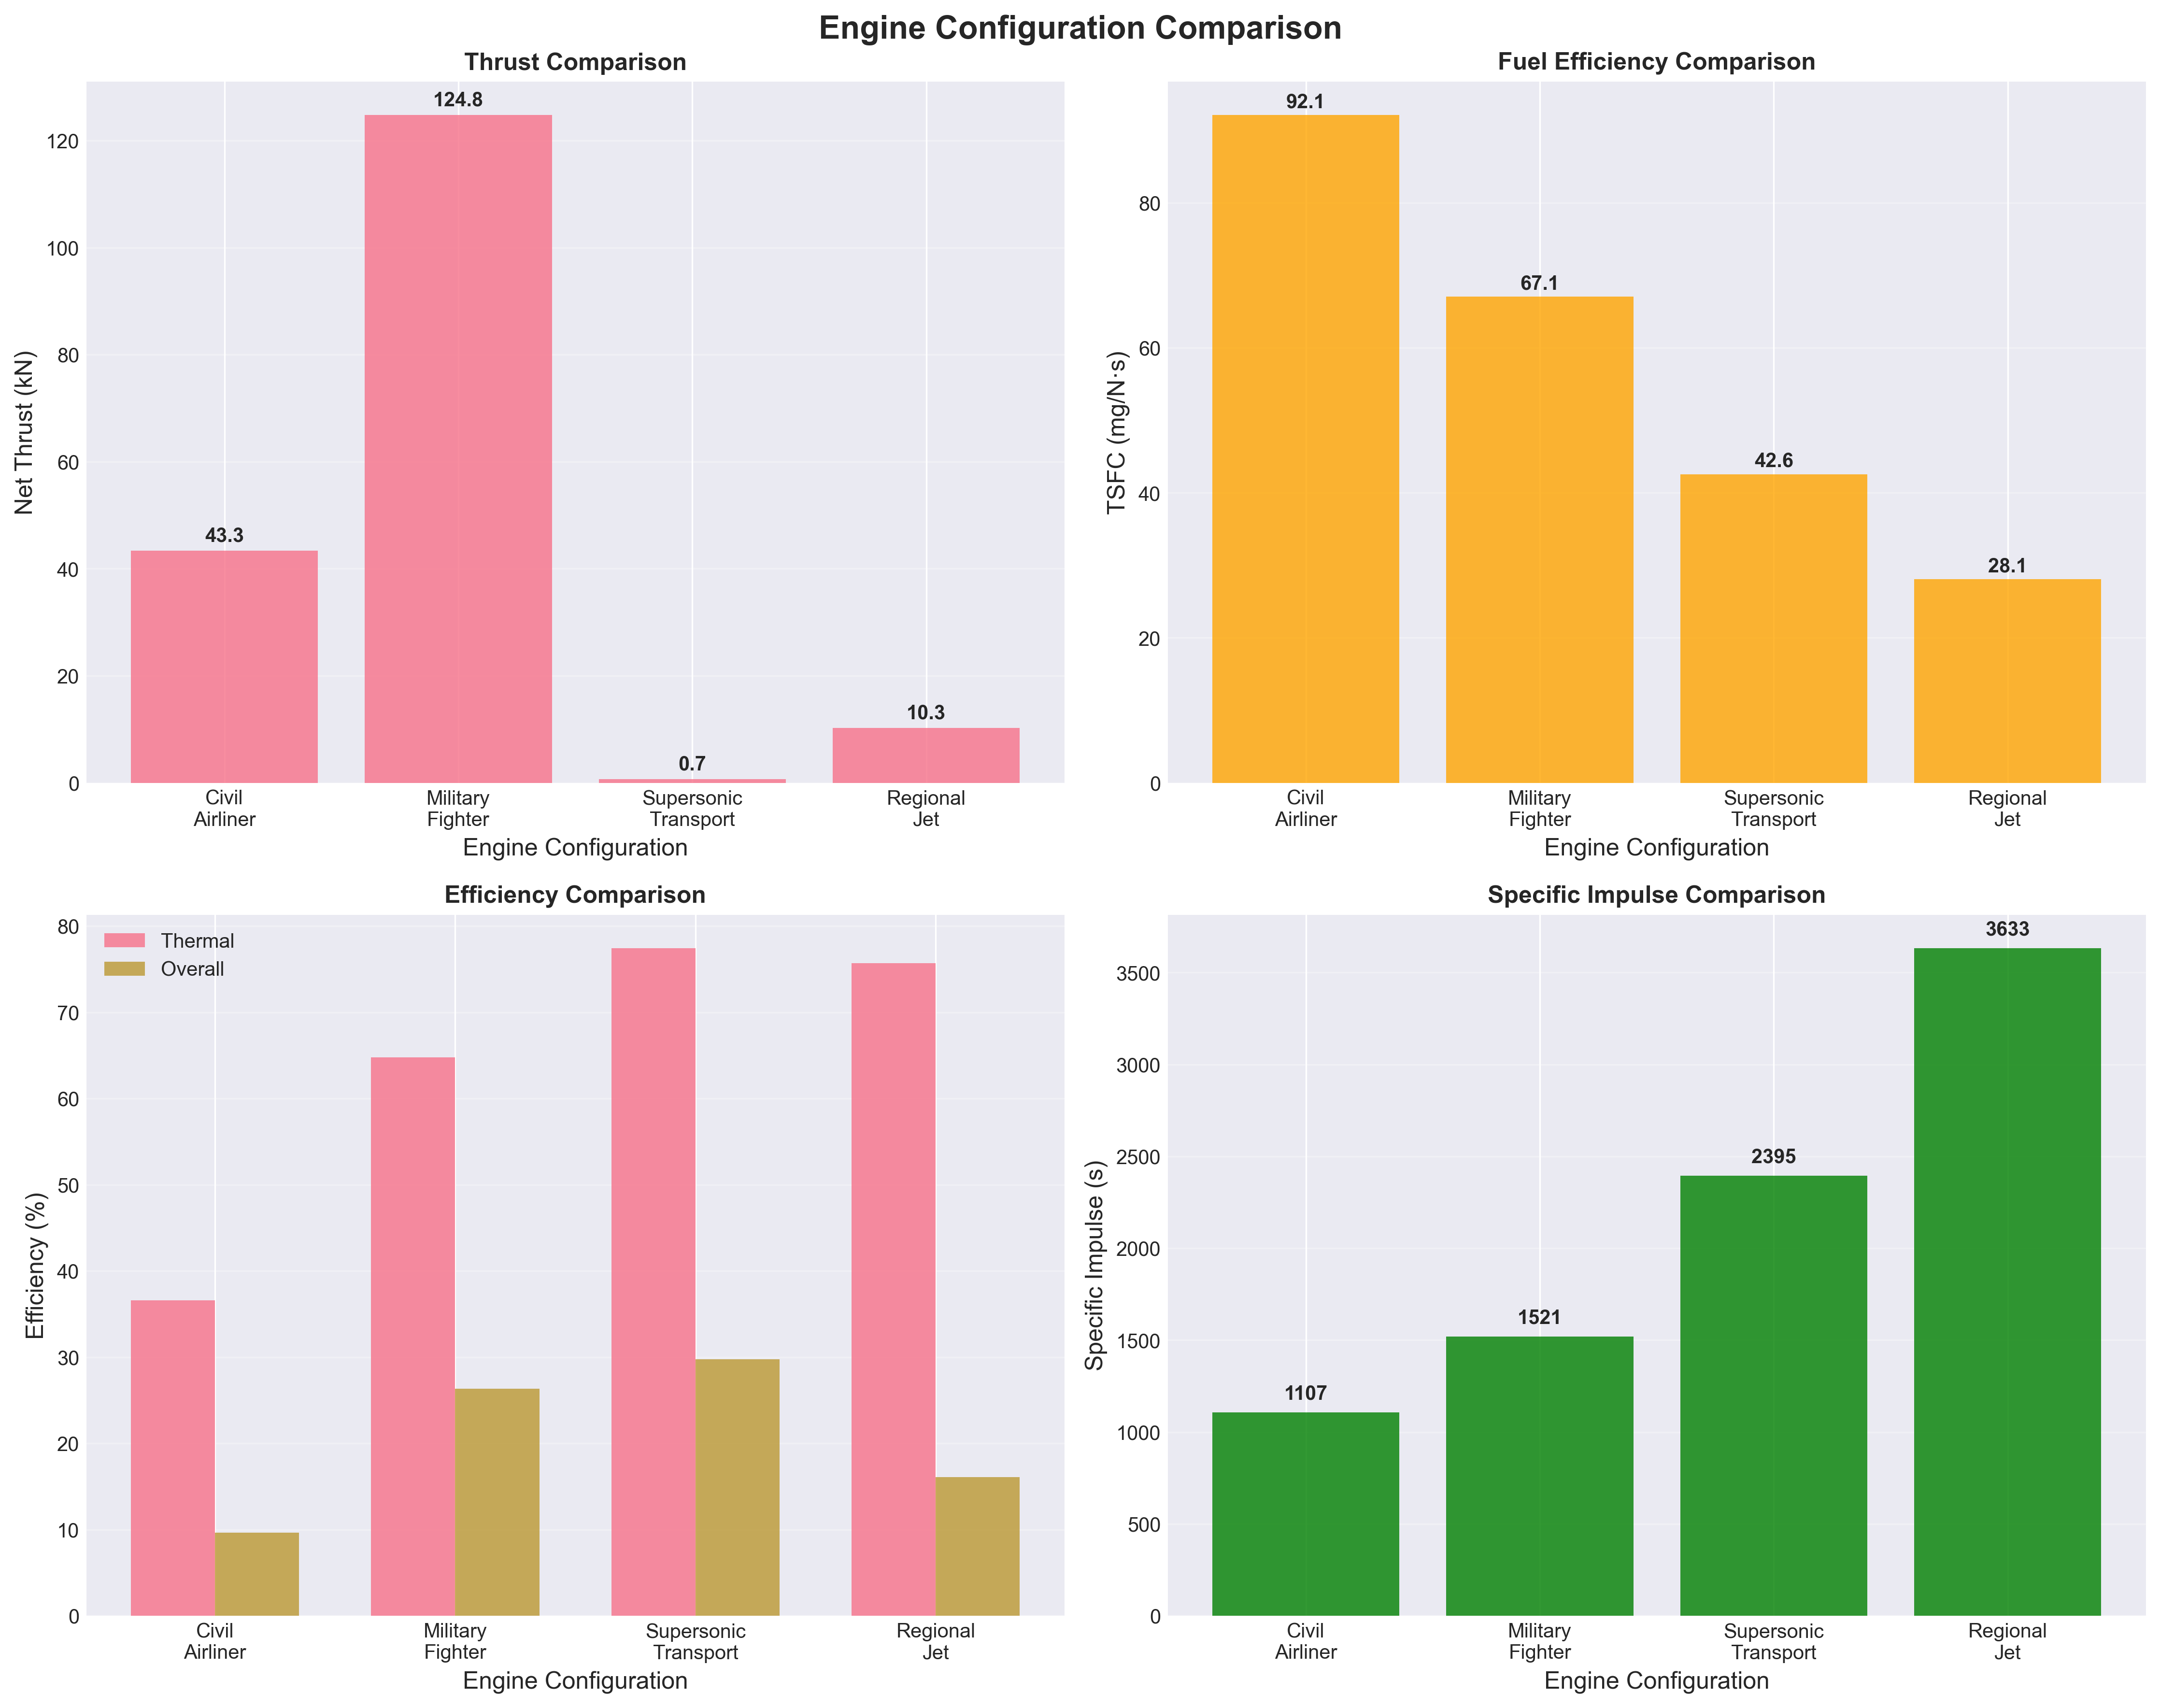 Engine Configuration Comparison
Thrust Comparison
Net Thrust (kN)
120
100
80
60
40
20
0
43.3
124.8
0.7
10.3
Civil
Airliner
Military
Fighter
Supersonic
Transport
Regional
Jet
Engine Configuration
Fuel Efficiency Comparison
TSFC (mg/N·s)
80
60
40
20
0
92.1
67.1
42.6
28.1
Civil
Airliner
Military
Fighter
Supersonic
Transport
Regional
Jet
Engine Configuration
Efficiency Comparison
Thermal
Overall
Efficiency (%)
80
70
60
50
40
30
20
10
0
Civil
Airliner
Military
Fighter
Supersonic
Transport
Regional
Jet
Engine Configuration
Specific Impulse Comparison
Specific Impulse (s)
3500
3000
2500
2000
1500
1000
500
0
1107
1521
2395
3633
Civil
Airliner
Military
Fighter
Supersonic
Transport
Regional
Jet
Engine Configuration